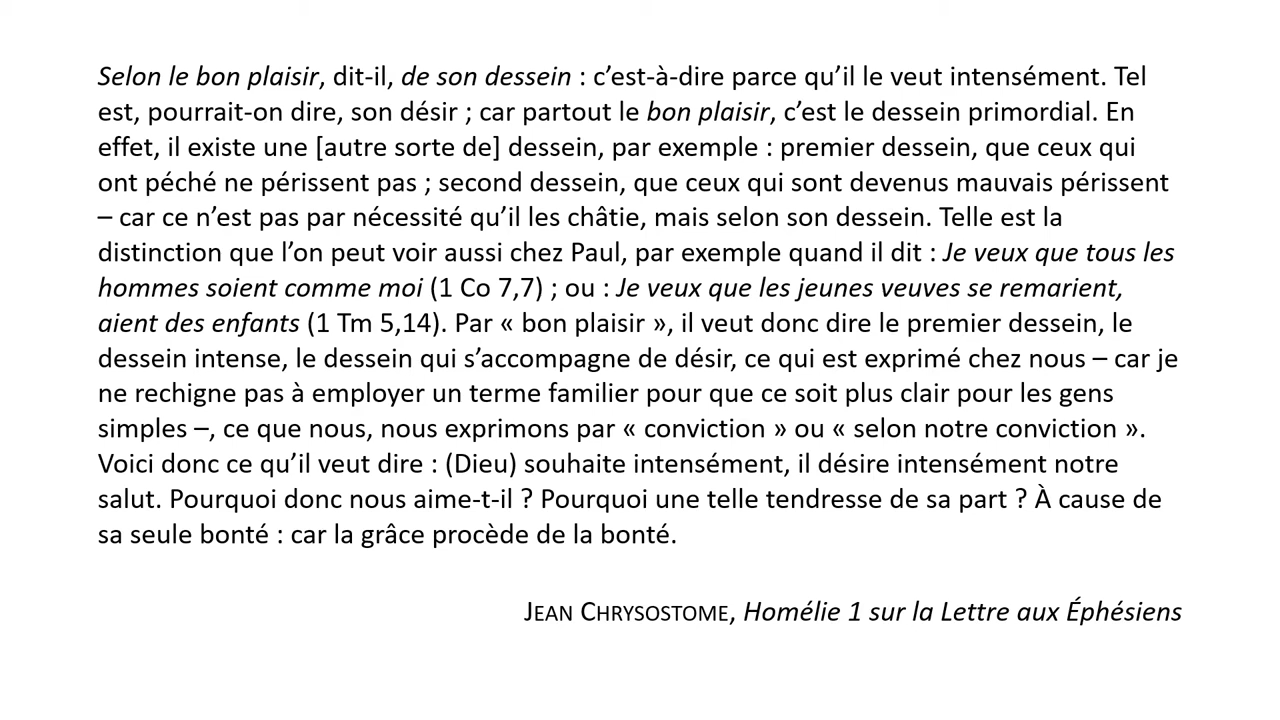 Selon le bon plaisir, dit-il, de son dessein : c’est-à-dire parce qu’il le veut intensément. Tel
est, pourrait-on dire, son désir ; car partout le bon plaisir, c’est le dessein primordial. En
effet, il existe une [autre sorte de] dessein, par exemple : premier dessein, que ceux qui
ont péché ne périssent pas ; second dessein, que ceux qui sont devenus mauvais périssent
– car ce n’est pas par nécessité qu’il les châtie, mais selon son dessein. Telle est la
distinction que l’on peut voir aussi chez Paul, par exemple quand il dit : Je veux que tous les
hommes soient comme moi (1 Co 7,7) ; ou : Je veux que les jeunes veuves se remarient,
aient des enfants (1 Tm 5,14). Par « bon plaisir », il veut donc dire le premier dessein, le
dessein intense, le dessein qui s’accompagne de désir, ce qui est exprimé chez nous – car je
ne rechigne pas à employer un terme familier pour que ce soit plus clair pour les gens
simples –, ce que nous, nous exprimons par « conviction » ou « selon notre conviction ».
Voici donc ce qu’il veut dire : (Dieu) souhaite intensément, il désire intensément notre
salut. Pourquoi donc nous aime-t-il ? Pourquoi une telle tendresse de sa part ? À cause de
sa seule bonté : car la grâce procède de la bonté.
JEAN CHRYSOSTOME, Homélie 1 sur la Lettre aux Éphésiens